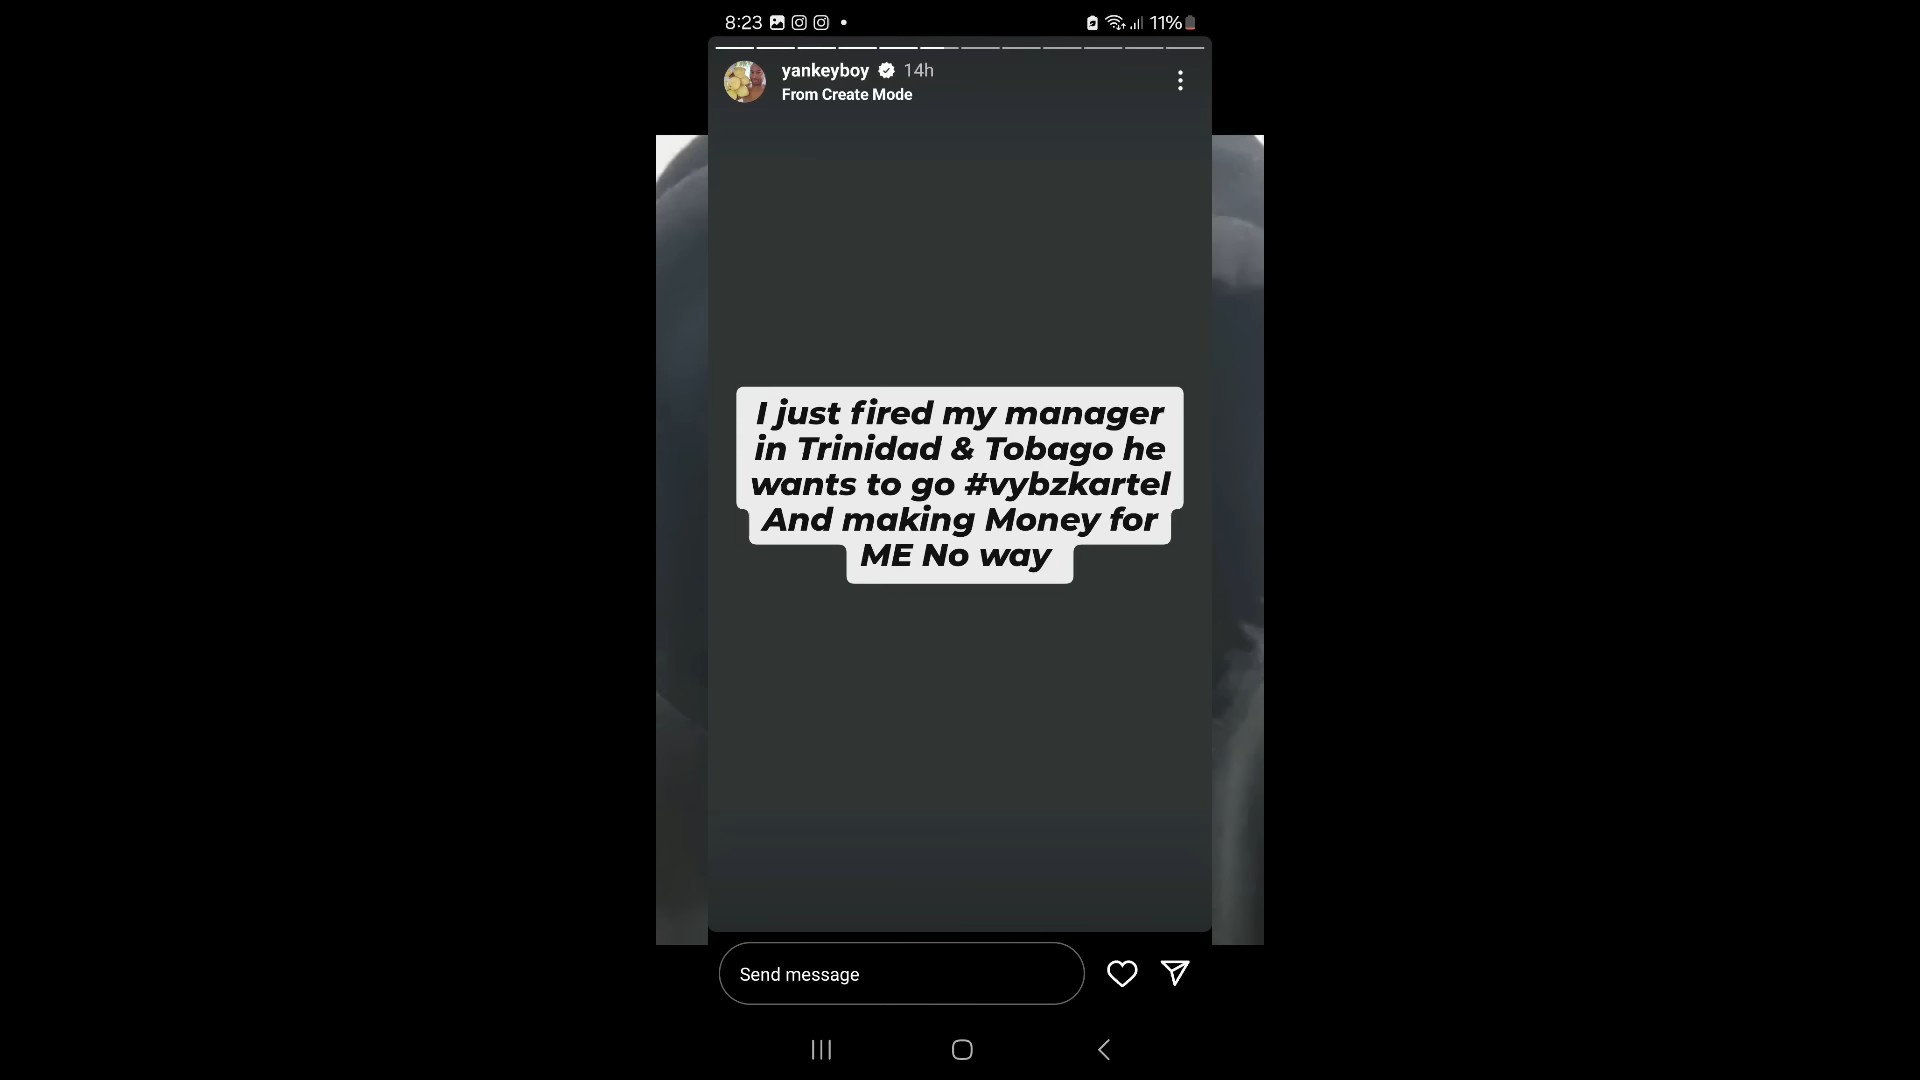 8:23 11%
yankeyboy 14h
From Create Mode
I just fired my manager
in Trinidad & Tobago he
wants to go #vybzkartel
And making Money for
ME No way
Send message